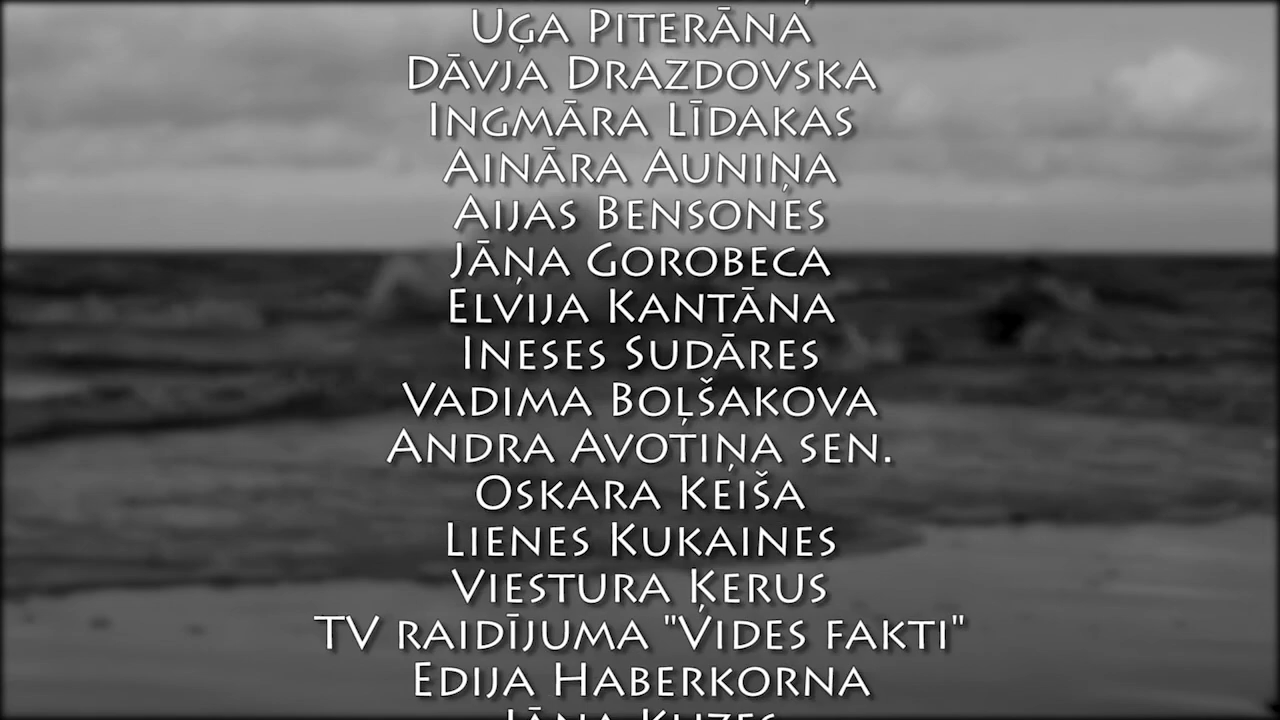 Uģa Piterāna
Dāvja Drazdovska
Ingmāra Līdakas
Aināra Auniņa
Aijas Bensones
Jāņa Gorobeca
Elvija Kantāna
Ineses Sudāres
Vadima Boļšakova
Andra Avotiņa sen.
Oskara Keiša
Lienes Kukaines
Viestura Ķerus
TV raidījuma "Vides fakti"
Edija Haberkorna